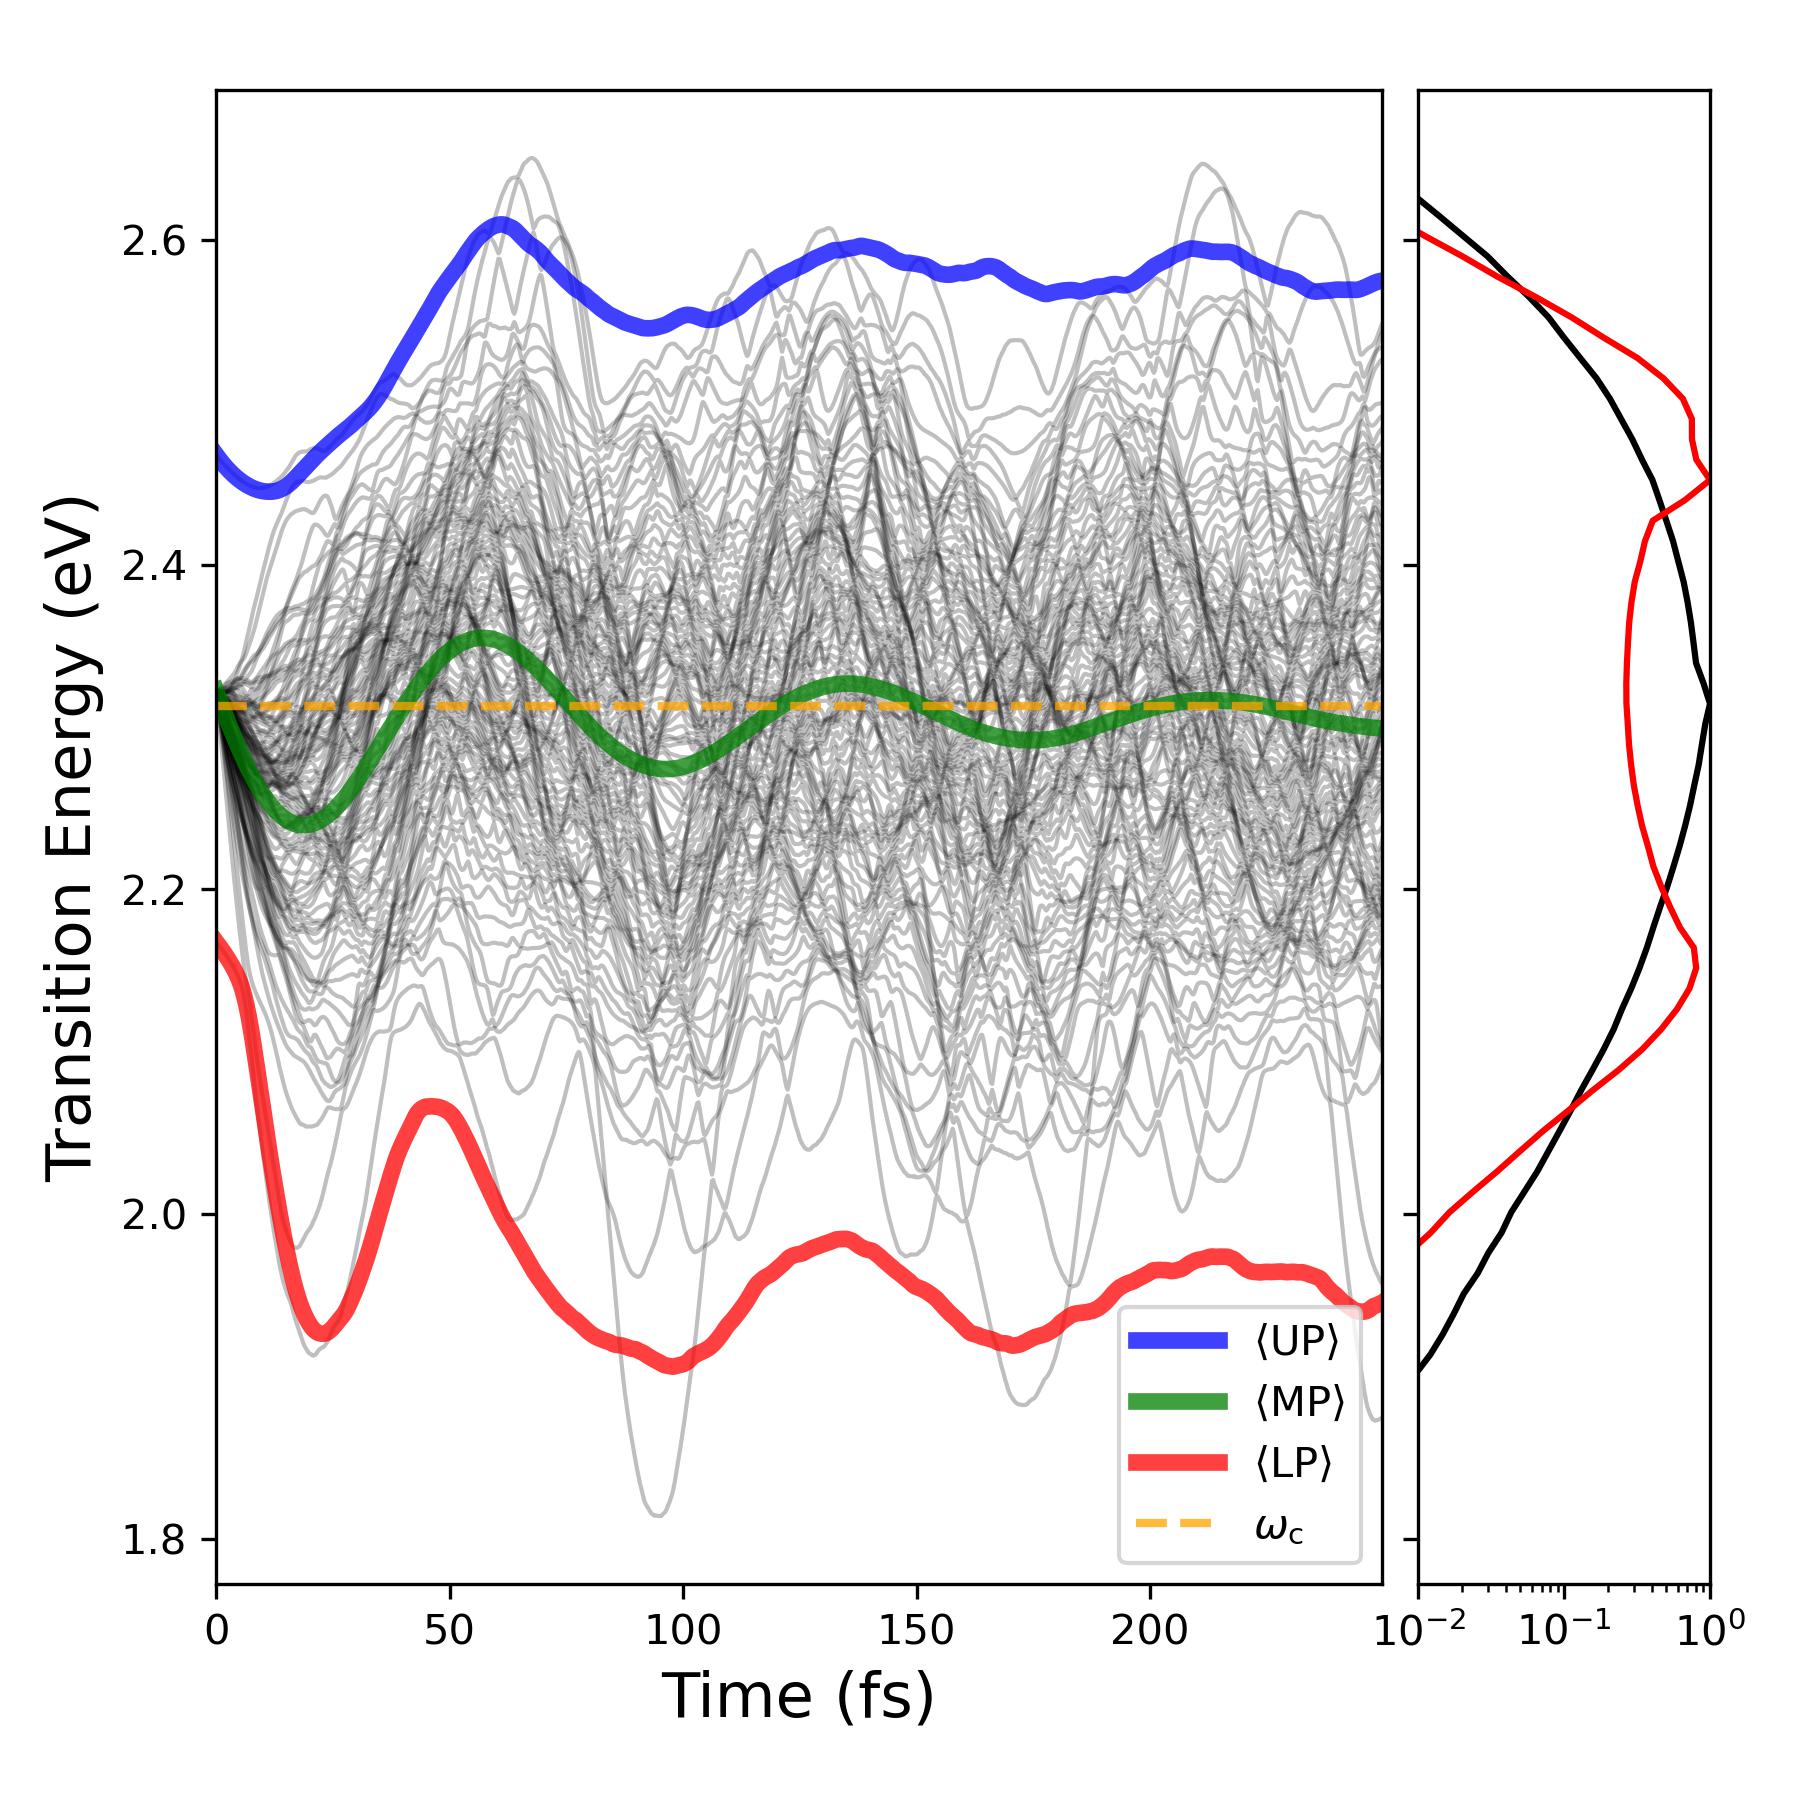 Transition Energy (eV)
2.6
2.4
2.2
2.0
1.8
0 50 100 150 200
Time (fs)
10⁻² 10⁻¹ 10⁰
⟨UP⟩
⟨MP⟩
⟨LP⟩
ω_c